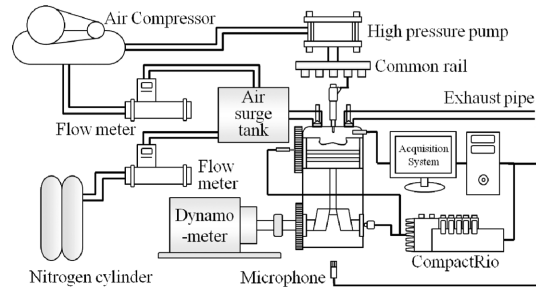 Air Compressor
High pressure pump
Common rail
Exhaust pipe
Air
surge
tank
Flow meter
Acquisition
System
Flow
meter
Dynamo
-meter
CompactRio
Nitrogen cylinder
Microphone